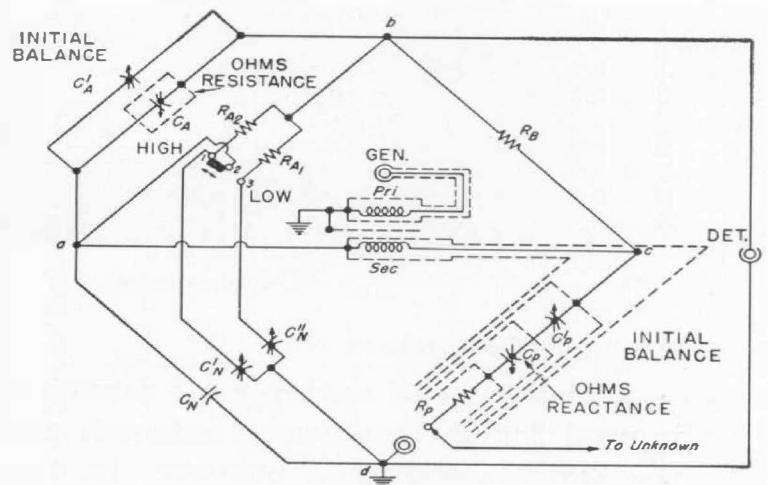 b
INITIAL
BALANCE
OHMS
RESISTANCE
C'A
CA
RA2
HIGH
1
2
RA1
3
LOW
RB
GEN.
Pri
a
Sec
c
DET.
C'P
CP
INITIAL
BALANCE
OHMS
REACTANCE
RP
C''N
C'N
CN
To Unknown
d